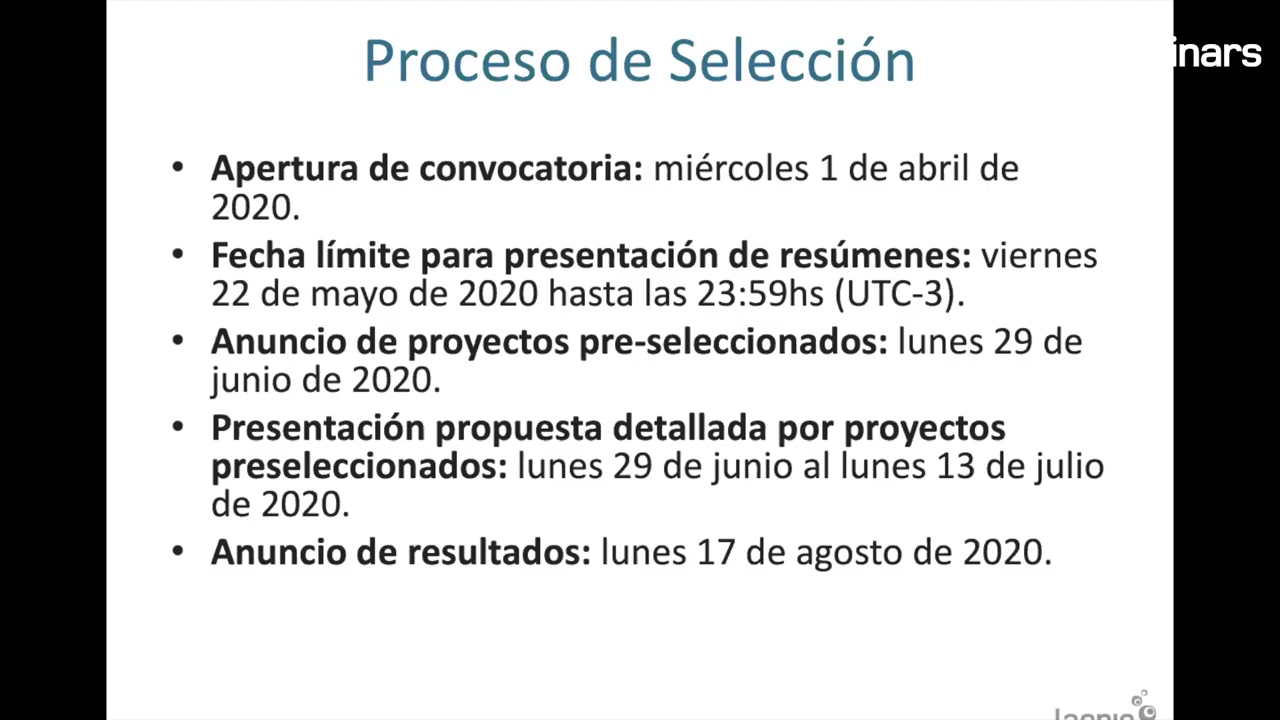 Proceso de Selección
inars
• Apertura de convocatoria: miércoles 1 de abril de
2020.
• Fecha límite para presentación de resúmenes: viernes
22 de mayo de 2020 hasta las 23:59hs (UTC-3).
• Anuncio de proyectos pre-seleccionados: lunes 29 de
junio de 2020.
• Presentación propuesta detallada por proyectos
preseleccionados: lunes 29 de junio al lunes 13 de julio
de 2020.
• Anuncio de resultados: lunes 17 de agosto de 2020.